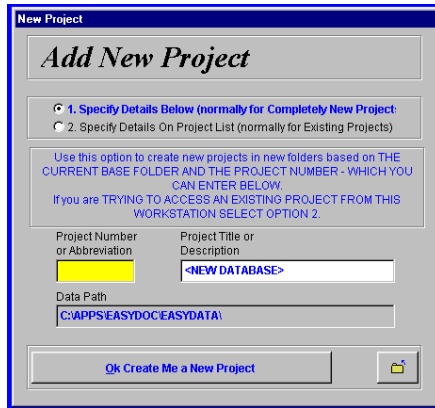 New Project
Add New Project
1. Specify Details Below (normally for Completely New Project
2. Specify Details On Project List (normally for Existing Projects)
Use this option to create new projects in new folders based on THE
CURRENT BASE FOLDER AND THE PROJECT NUMBER - WHICH YOU
CAN ENTER BELOW.
If you are TRYING TO ACCESS AN EXISTING PROJECT FROM THIS
WORKSTATION SELECT OPTION 2.
Project Number Project Title or
or Abbreviation Description
<NEW DATABASE>
Data Path
C:\APPS\EASYDOC\EASYDATA\
Ok Create Me a New Project